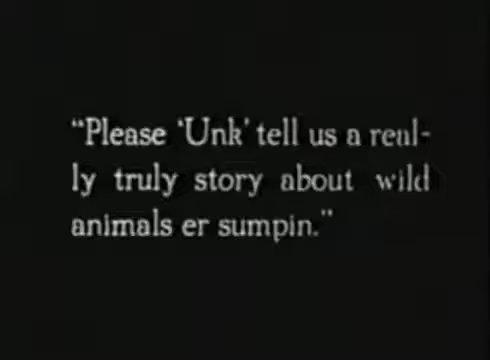 "Please 'Unk' tell us a real-
ly truly story about wild
animals er sumpin."